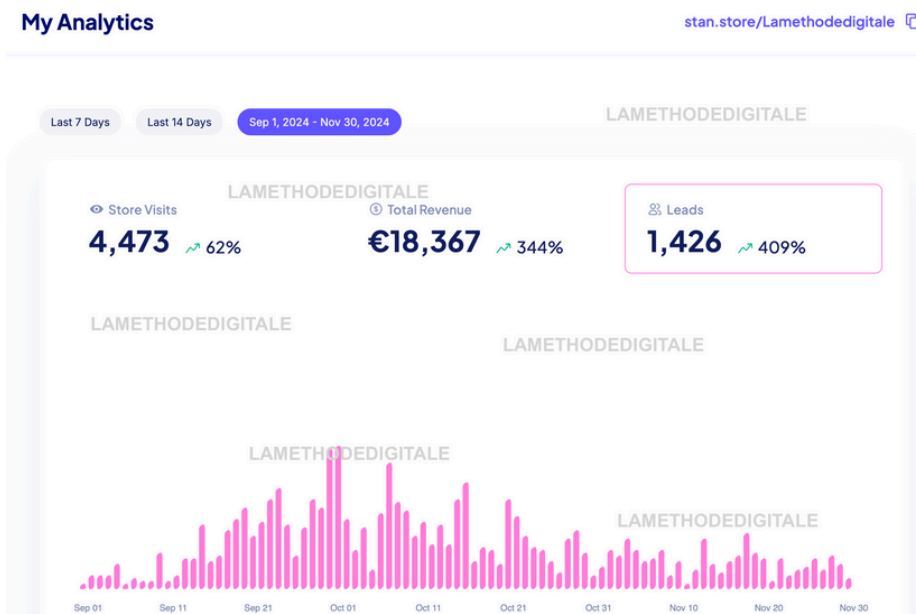 My Analytics
stan.store/Lamethodedigitale
LAMETHODEDIGITALE
Last 7 Days
Last 14 Days
Sep 1, 2024 - Nov 30, 2024
LAMETHODEDIGITALE
Store Visits
4,473 62%
Total Revenue
€18,367 344%
Leads
1,426 409%
LAMETHODEDIGITALE
LAMETHODEDIGITALE
LAMETHODEDIGITALE
LAMETHODEDIGITALE
Sep 01 Sep 11 Sep 21 Oct 01 Oct 11 Oct 21 Oct 31 Nov 10 Nov 20 Nov 30